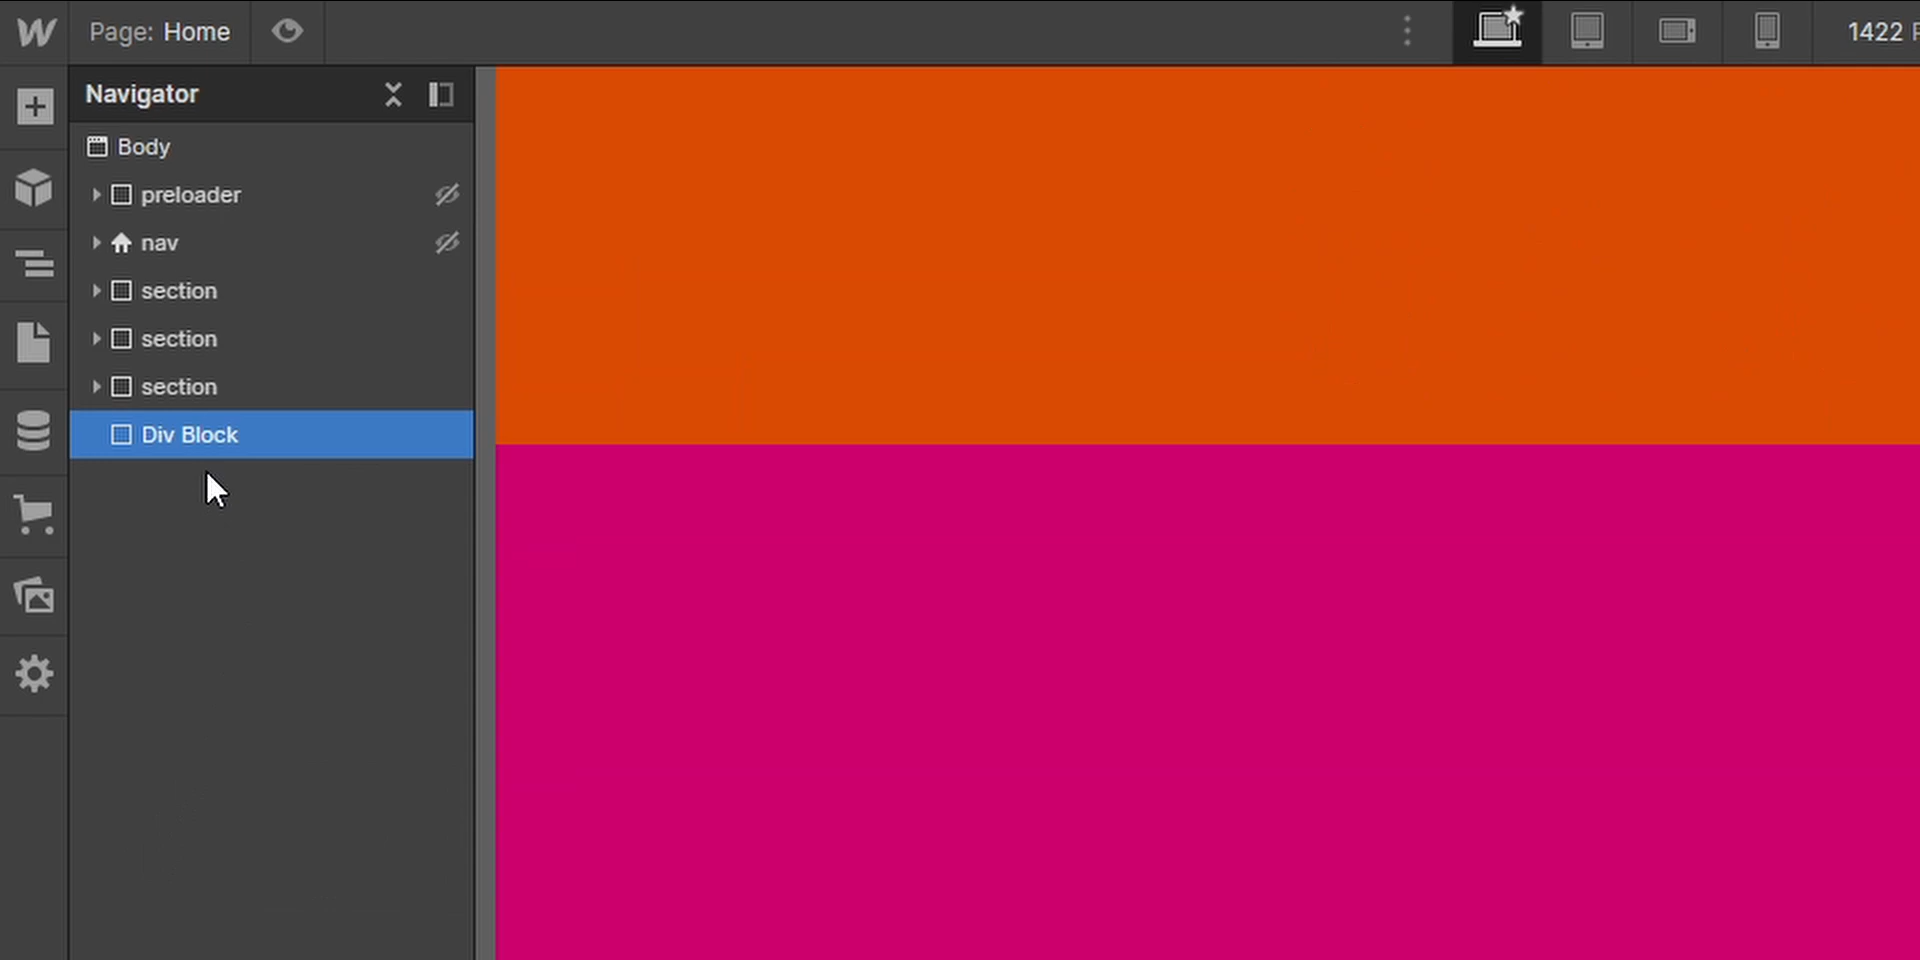 W
Page: Home
1422 P
Navigator
Body
preloader
nav
section
section
section
Div Block